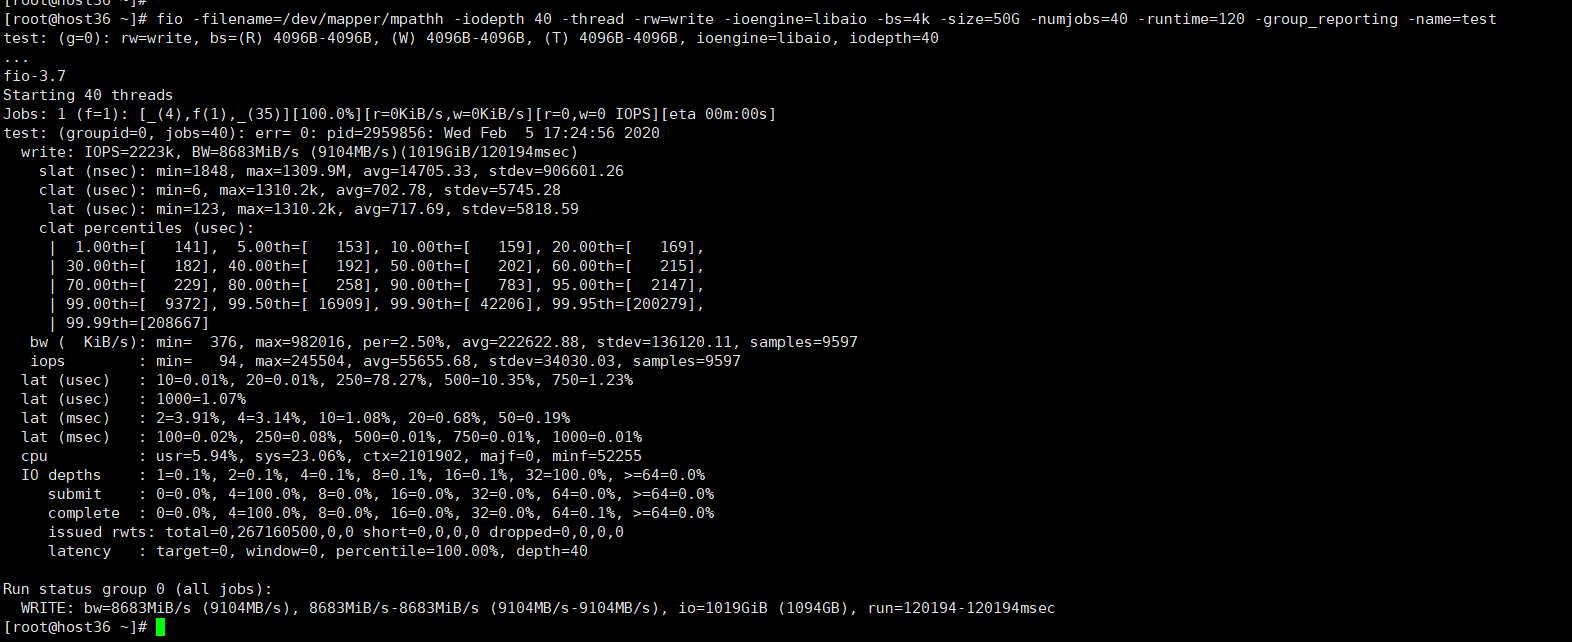 [root@host36 ~]#
[root@host36 ~]# fio -filename=/dev/mapper/mpathh -iodepth 40 -thread -rw=write -ioengine=libaio -bs=4k -size=50G -numjobs=40 -runtime=120 -group_reporting -name=test
test: (g=0): rw=write, bs=(R) 4096B-4096B, (W) 4096B-4096B, (T) 4096B-4096B, ioengine=libaio, iodepth=40
...
fio-3.7
Starting 40 threads
Jobs: 1 (f=1): [_(4),f(1),_(35)][100.0%][r=0KiB/s,w=0KiB/s][r=0,w=0 IOPS][eta 00m:00s]
test: (groupid=0, jobs=40): err= 0: pid=2959856: Wed Feb  5 17:24:56 2020
  write: IOPS=2223k, BW=8683MiB/s (9104MB/s)(1019GiB/120194msec)
    slat (nsec): min=1848, max=1309.9M, avg=14705.33, stdev=906601.26
    clat (usec): min=6, max=1310.2k, avg=702.78, stdev=5745.28
     lat (usec): min=123, max=1310.2k, avg=717.69, stdev=5818.59
    clat percentiles (usec):
     |  1.00th=[   141],  5.00th=[   153], 10.00th=[   159], 20.00th=[   169],
     | 30.00th=[   182], 40.00th=[   192], 50.00th=[   202], 60.00th=[   215],
     | 70.00th=[   229], 80.00th=[   258], 90.00th=[   783], 95.00th=[  2147],
     | 99.00th=[  9372], 99.50th=[ 16909], 99.90th=[ 42206], 99.95th=[200279],
     | 99.99th=[208667]
   bw (  KiB/s): min=  376, max=982016, per=2.50%, avg=222622.88, stdev=136120.11, samples=9597
   iops        : min=   94, max=245504, avg=55655.68, stdev=34030.03, samples=9597
  lat (usec)   : 10=0.01%, 20=0.01%, 250=78.27%, 500=10.35%, 750=1.23%
  lat (usec)   : 1000=1.07%
  lat (msec)   : 2=3.91%, 4=3.14%, 10=1.08%, 20=0.68%, 50=0.19%
  lat (msec)   : 100=0.02%, 250=0.08%, 500=0.01%, 750=0.01%, 1000=0.01%
  cpu          : usr=5.94%, sys=23.06%, ctx=2101902, majf=0, minf=52255
  IO depths    : 1=0.1%, 2=0.1%, 4=0.1%, 8=0.1%, 16=0.1%, 32=100.0%, >=64=0.0%
     submit    : 0=0.0%, 4=100.0%, 8=0.0%, 16=0.0%, 32=0.0%, 64=0.0%, >=64=0.0%
     complete  : 0=0.0%, 4=100.0%, 8=0.0%, 16=0.0%, 32=0.0%, 64=0.1%, >=64=0.0%
     issued rwts: total=0,267160500,0,0 short=0,0,0,0 dropped=0,0,0,0
     latency   : target=0, window=0, percentile=100.00%, depth=40

Run status group 0 (all jobs):
  WRITE: bw=8683MiB/s (9104MB/s), 8683MiB/s-8683MiB/s (9104MB/s-9104MB/s), io=1019GiB (1094GB), run=120194-120194msec
[root@host36 ~]#